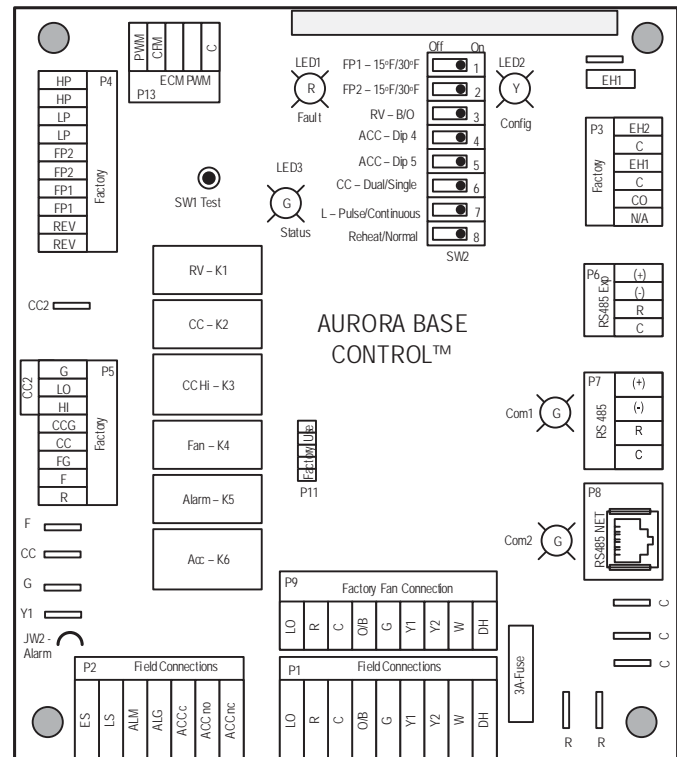 PWM
CFM
C
ECM PWM
P13
HP
HP
LP
LP
FP2
FP2
FP1
FP1
REV
REV
P4
Factory
LED1
R
Fault
Off On
FP1 – 15ºF/30ºF 1
FP2 – 15ºF/30ºF 2
RV – B/O 3
ACC – Dip 4 4
ACC – Dip 5 5
CC – Dual/Single 6
L – Pulse/Continuous 7
Reheat/Normal 8
SW2
LED2
Y
Config
EH1
P3
Factory
EH2
C
EH1
C
CO
N/A
SW1 Test
LED3
G
Status
RV – K1
CC – K2
CC Hi – K3
Fan – K4
Alarm – K5
Acc – K6
CC2
AURORA BASE
CONTROL™
P6
RS485 Exp
(+)
(-)
R
C
CC2
G
LO
HI
CCG
CC
FG
F
R
P5
Factory
Factory Use
P11
Com1
G
P7
RS 485
(+)
(-)
R
C
Com2
G
P8
RS485 NET
F
CC
G
Y1
JW2 -
Alarm
P9
Factory Fan Connection
LO
R
C
O/B
G
Y1
Y2
W
DH
C
C
C
P2
Field Connections
ES
LS
ALM
ALG
ACC c
ACC no
ACC nc
P1
Field Connections
LO
R
C
O/B
G
Y1
Y2
W
DH
3A-Fuse
R
R